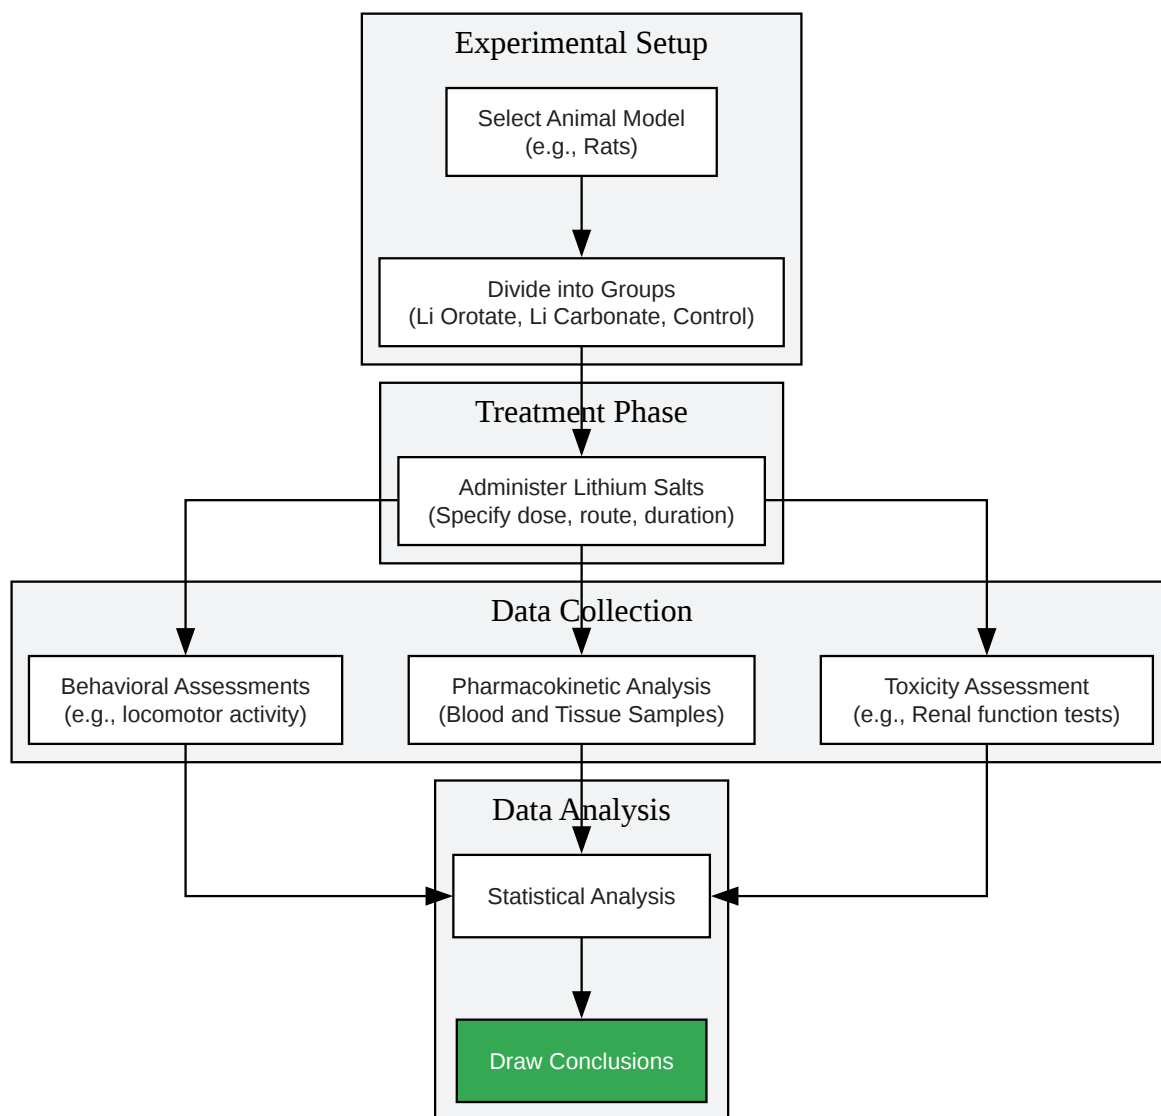 Experimental Setup
Select Animal Model
(e.g., Rats)
Divide into Groups
(Li Orotate, Li Carbonate, Control)
Treatment Phase
Administer Lithium Salts
(Specify dose, route, duration)
Data Collection
Behavioral Assessments
(e.g., locomotor activity)
Pharmacokinetic Analysis
(Blood and Tissue Samples)
Toxicity Assessment
(e.g., Renal function tests)
Data Analysis
Statistical Analysis
Draw Conclusions